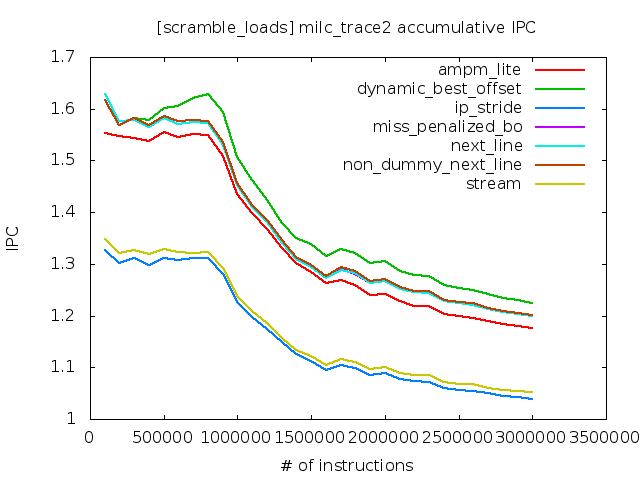 [scramble_loads] milc_trace2 accumulative IPC
1.7
1.6
1.5
1.4
1.3
1.2
1.1
1
IPC
ampm_lite
dynamic_best_offset
ip_stride
miss_penalized_bo
next_line
non_dummy_next_line
stream
0 500000 1000000 1500000 2000000 2500000 3000000 3500000
# of instructions